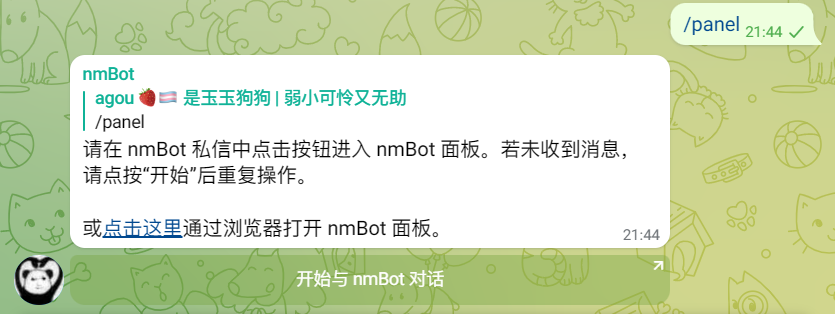 /panel 21:44
nmBot
agou 🍓🏳️‍⚧️ 是玉玉狗狗 | 弱小可怜又无助
/panel
请在 nmBot 私信中点击按钮进入 nmBot 面板。若未收到消息，
请点按“开始”后重复操作。
或点击这里通过浏览器打开 nmBot 面板。
21:44
开始与 nmBot 对话